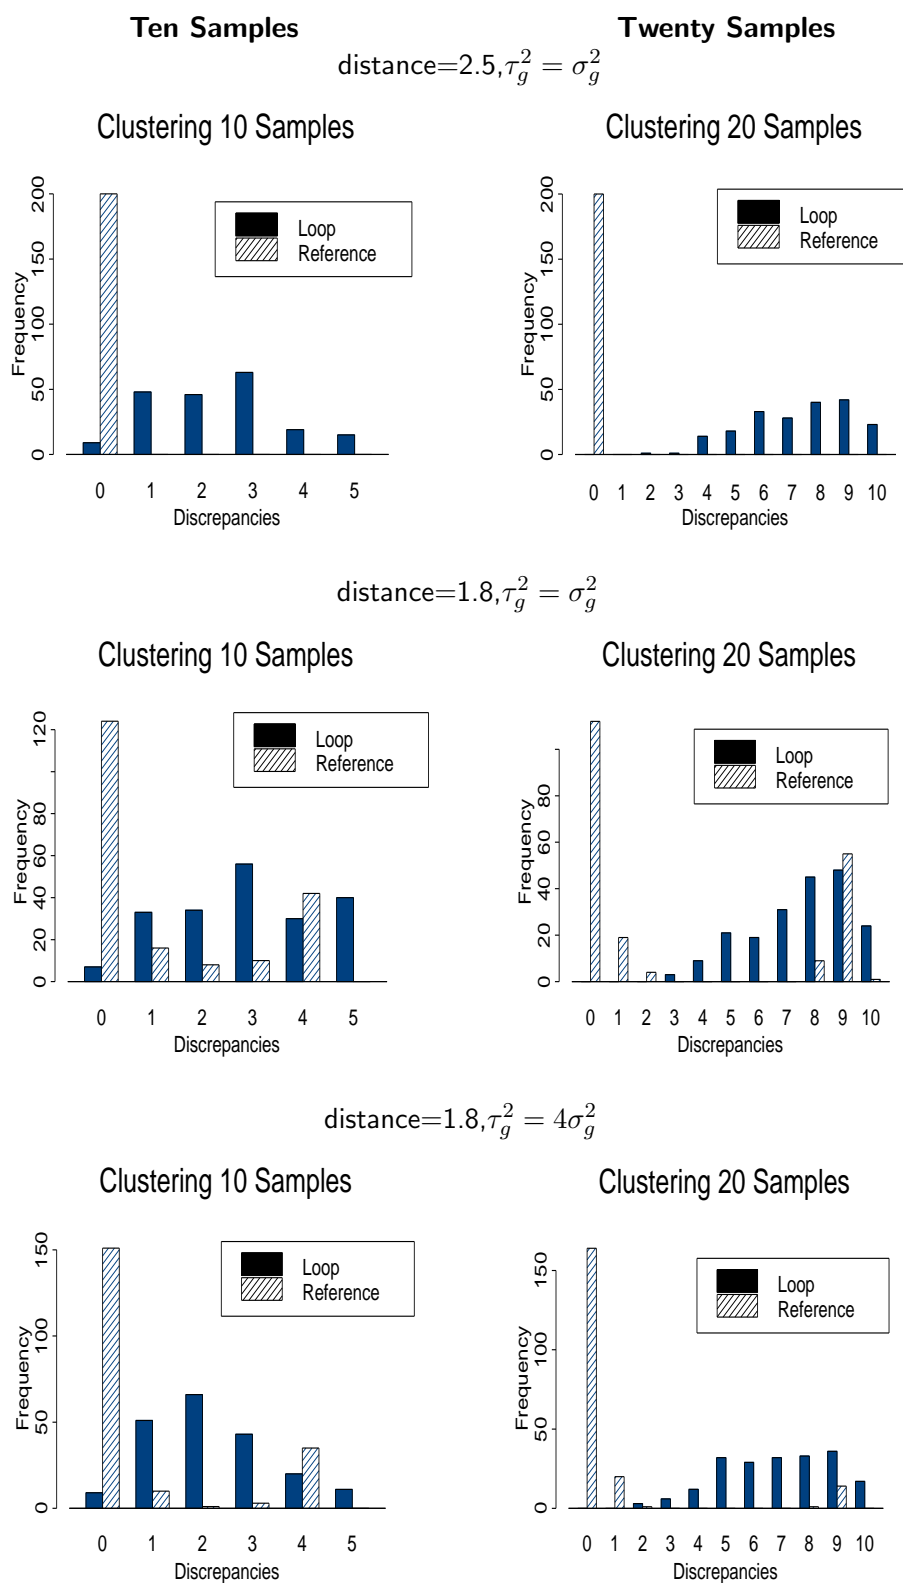 Ten Samples Twenty Samples
distance=2.5,τ_g^2 = σ_g^2
Clustering 10 Samples
Frequency
0 50 100 150 200
Loop
Reference
0 1 2 3 4 5
Discrepancies
Clustering 20 Samples
Frequency
0 50 100 150 200
Loop
Reference
0 1 2 3 4 5 6 7 8 9 10
Discrepancies
distance=1.8,τ_g^2 = σ_g^2
Clustering 10 Samples
Frequency
0 20 40 60 80 120
Loop
Reference
0 1 2 3 4 5
Discrepancies
Clustering 20 Samples
Frequency
0 20 40 60 80
Loop
Reference
0 1 2 3 4 5 6 7 8 9 10
Discrepancies
distance=1.8,τ_g^2 = 4σ_g^2
Clustering 10 Samples
Frequency
0 50 100 150
Loop
Reference
0 1 2 3 4 5
Discrepancies
Clustering 20 Samples
Frequency
0 50 100 150
Loop
Reference
0 1 2 3 4 5 6 7 8 9 10
Discrepancies